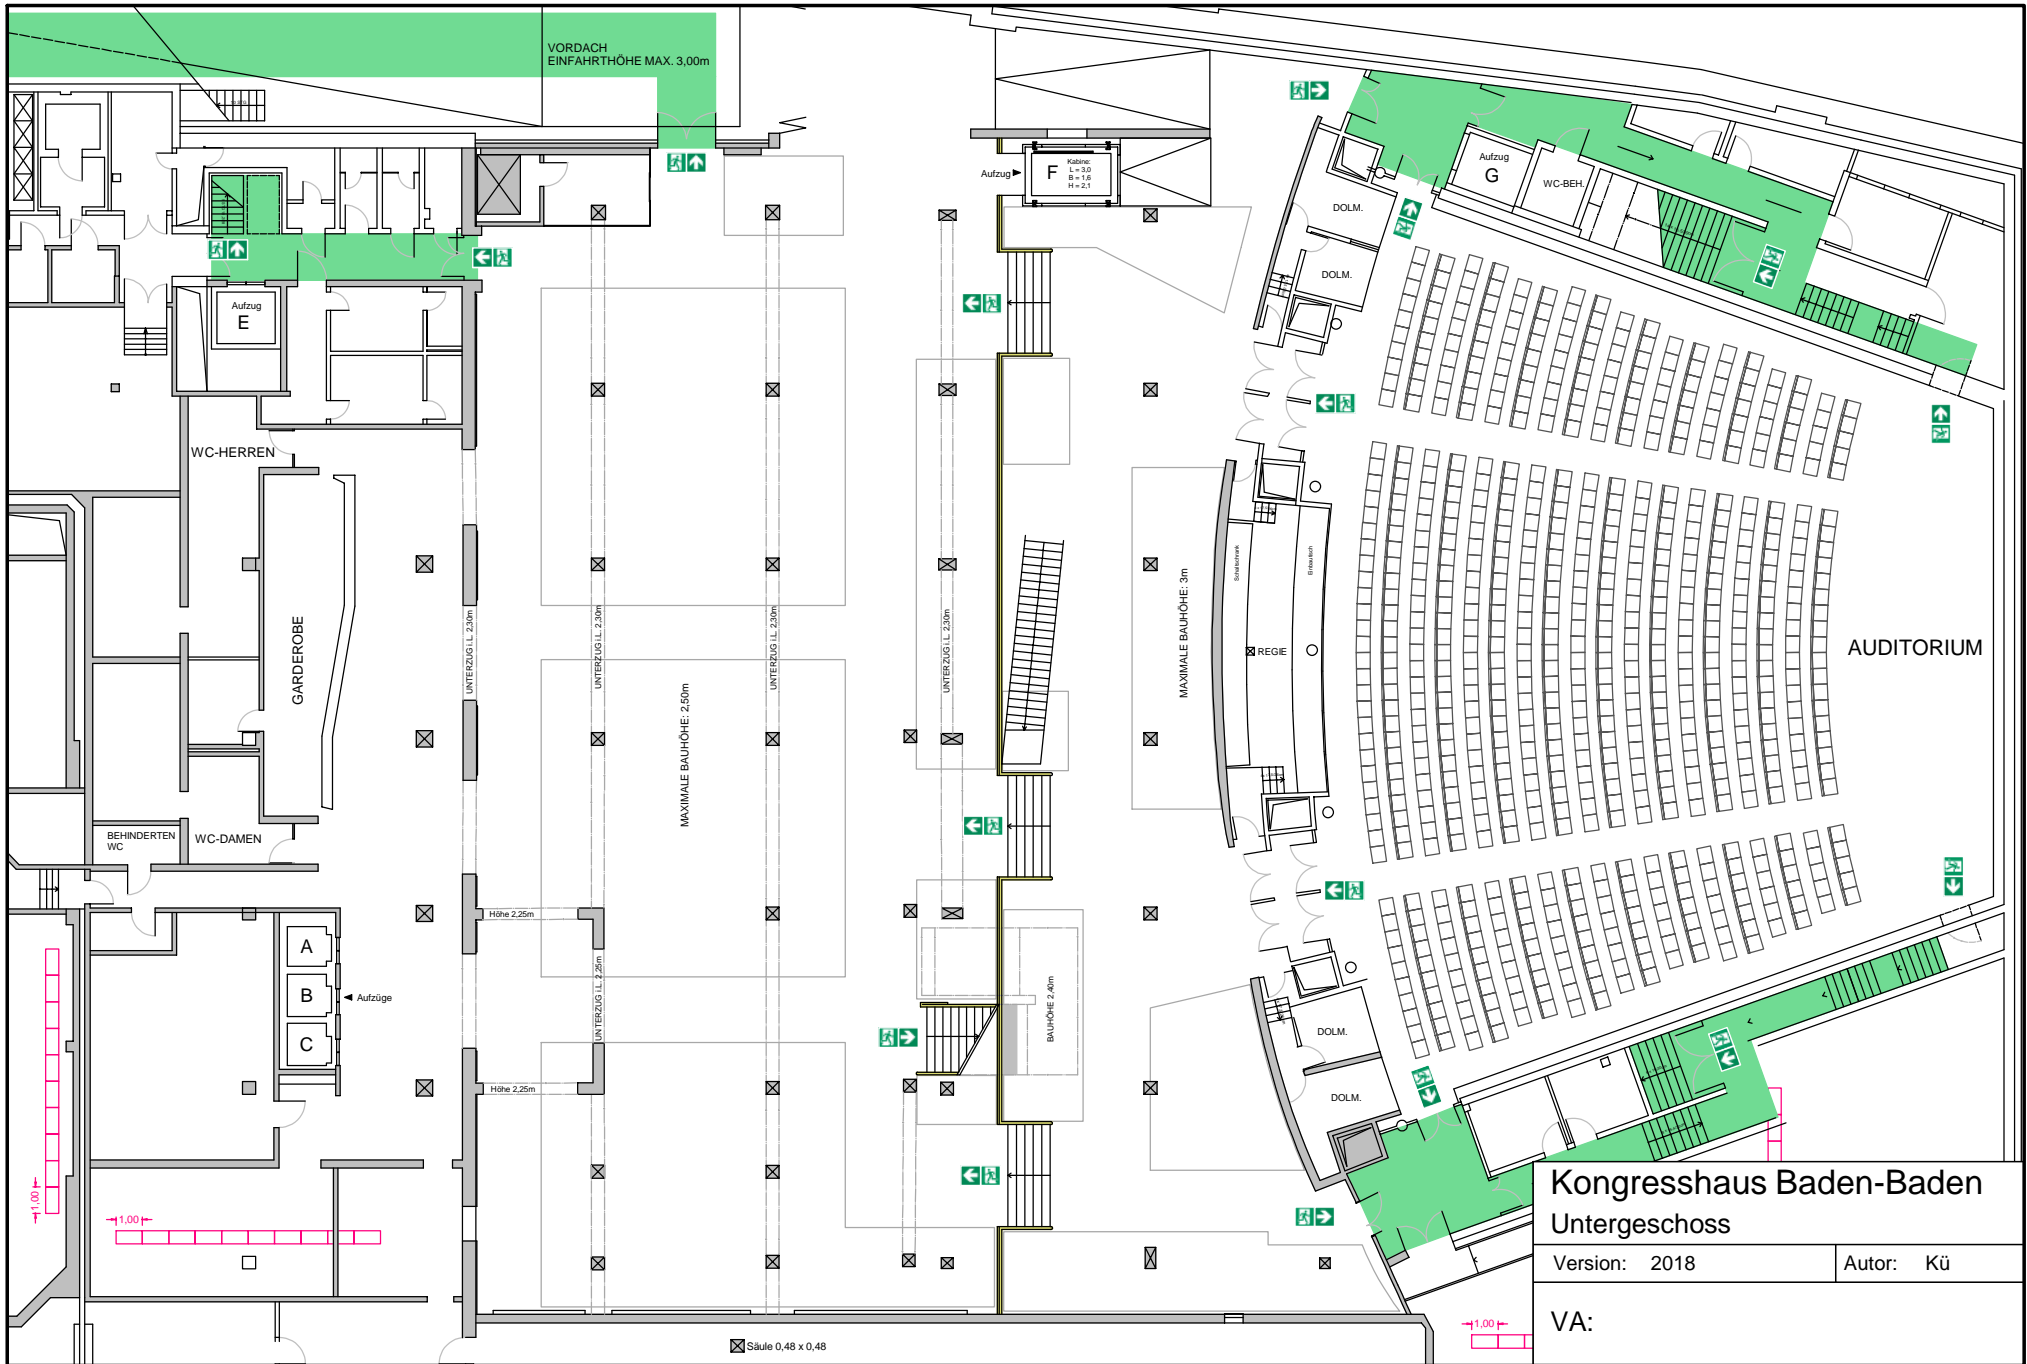 VORDACH
EINFAHRTHÖHE MAX. 3,00m
Aufzug
F
Kabine:
L = 3,0
B = 1,6
H = 2,1
Aufzug
G
WC-BEH.
DOLM.
DOLM.
Aufzug
E
WC-HERREN
GARDEROBE
UNTERZUG i.L. 2,30m
UNTERZUG i.L. 2,30m
UNTERZUG i.L. 2,30m
UNTERZUG i.L. 2,30m
MAXIMALE BAUHÖHE: 2,50m
MAXIMALE BAUHÖHE: 3m
Schaltschrank
Einbautisch
REGIE
AUDITORIUM
BEHINDERTEN
WC
WC-DAMEN
Höhe 2,25m
UNTERZUG i.L. 2,25m
Höhe 2,25m
BAUHÖHE 2,40m
A
B
C
Aufzüge
DOLM.
DOLM.
1,00
1,00
1,00
Säule 0,48 x 0,48
Kongresshaus Baden-Baden
Untergeschoss
Version: 2018
Autor: Kü
VA: